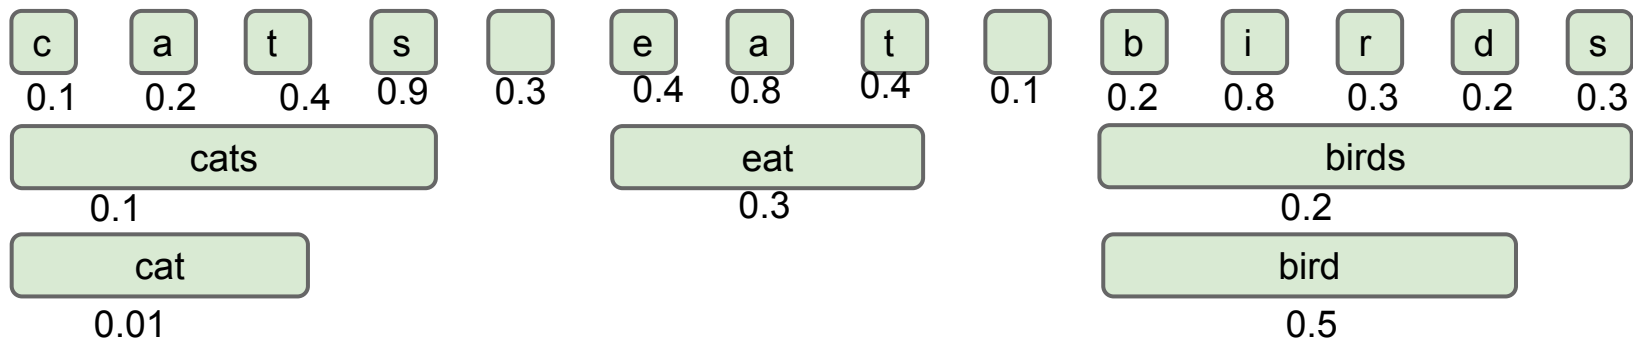 c a t s e a t b i r d s
0.1 0.2 0.4 0.9 0.3 0.4 0.8 0.4 0.1 0.2 0.8 0.3 0.2 0.3
cats eat birds
0.1 0.3 0.2
cat bird
0.01 0.5